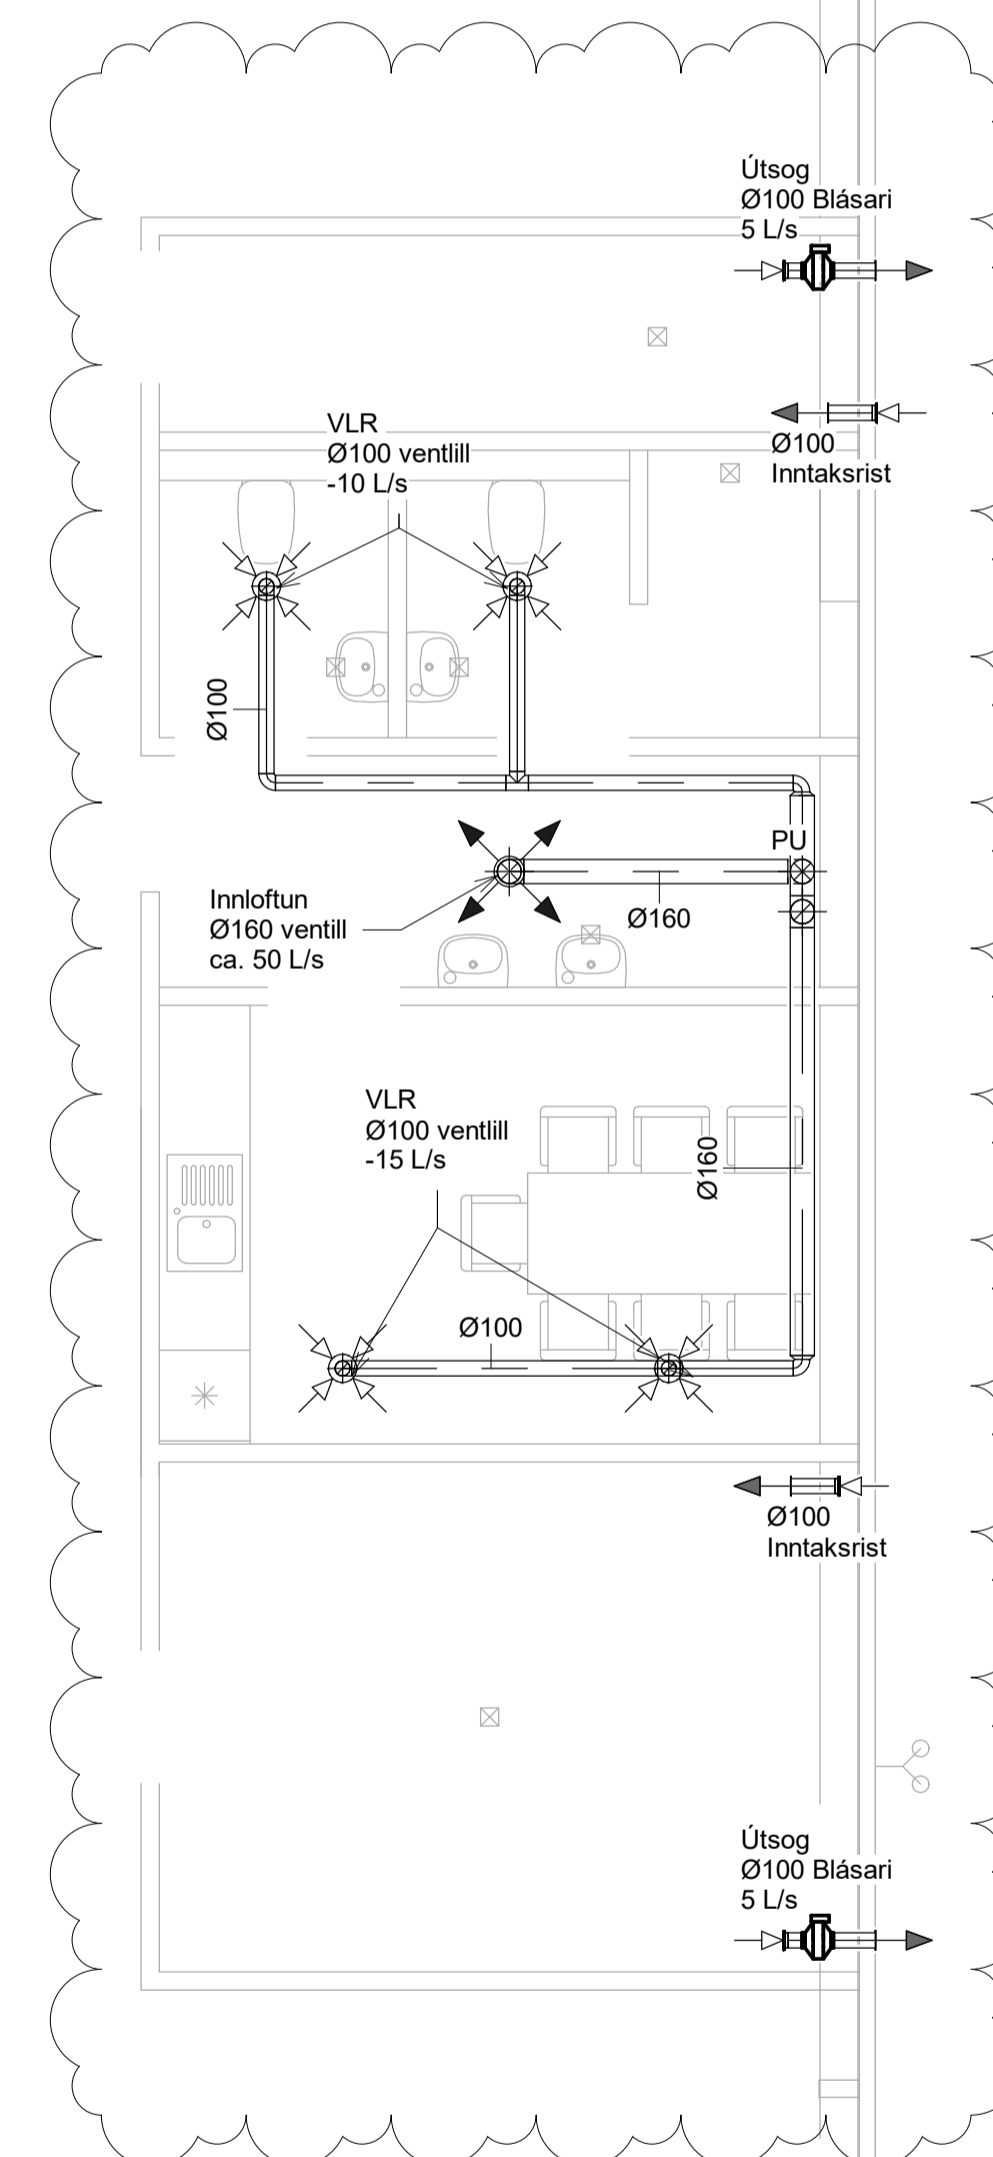 Útsog
Ø100 Blásari
5 L/s
VLR
Ø100 ventlill
-10 L/s
Ø100
Inntaksrist
Ø100
PU
Innloftun
Ø160 ventill
ca. 50 L/s
Ø160
VLR
Ø100 ventlill
-15 L/s
Ø160
Ø100
Ø100
Inntaksrist
Útsog
Ø100 Blásari
5 L/s